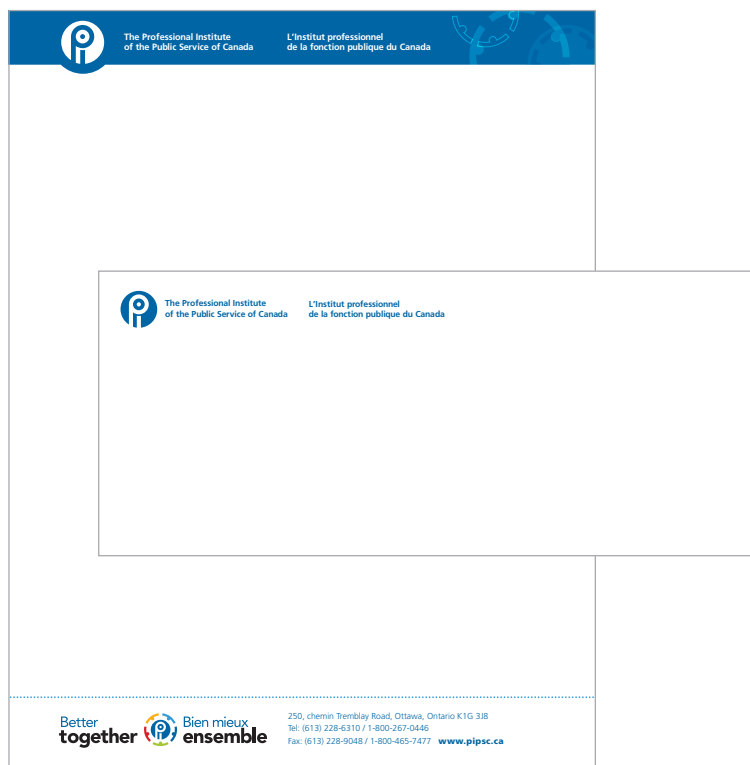 The Professional Institute
of the Public Service of Canada
L'Institut professionnel
de la fonction publique du Canada
The Professional Institute
of the Public Service of Canada
L'Institut professionnel
de la fonction publique du Canada
Better
together
Bien mieux
ensemble
250, chemin Tremblay Road, Ottawa, Ontario K1G 3J8
Tel: (613) 228-6310 / 1-800-267-0446
Fax: (613) 228-9048 / 1-800-465-7477 www.pipsc.ca